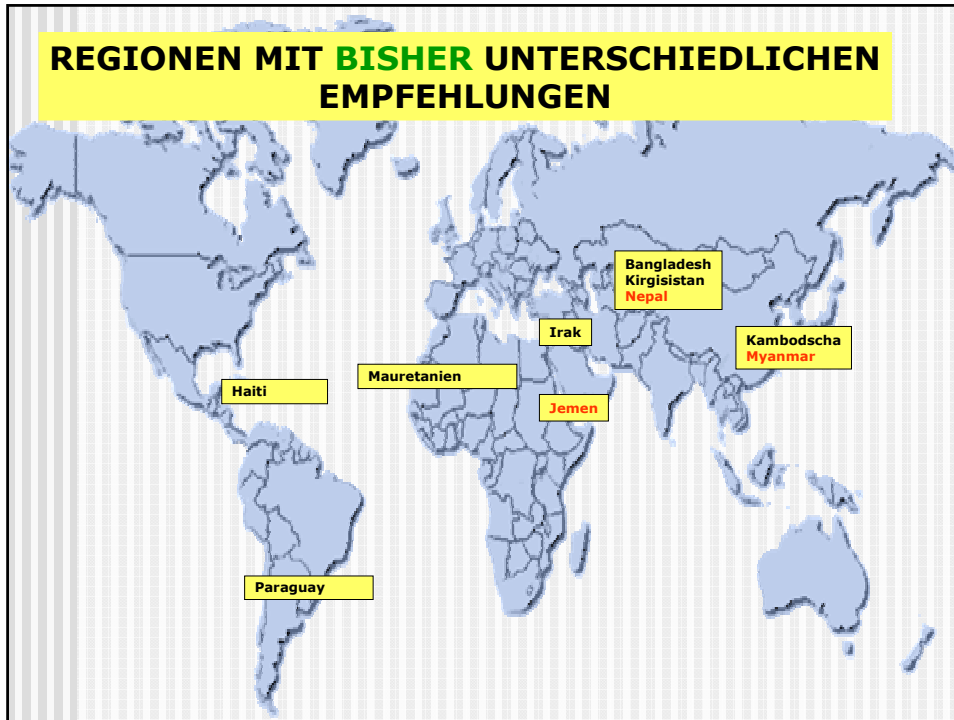 REGIONEN MIT BISHER UNTERSCHIEDLICHEN
EMPFEHLUNGEN
Bangladesh
Kirgisistan
Nepal
Irak
Kambodscha
Myanmar
Mauretanien
Haiti
Jemen
Paraguay